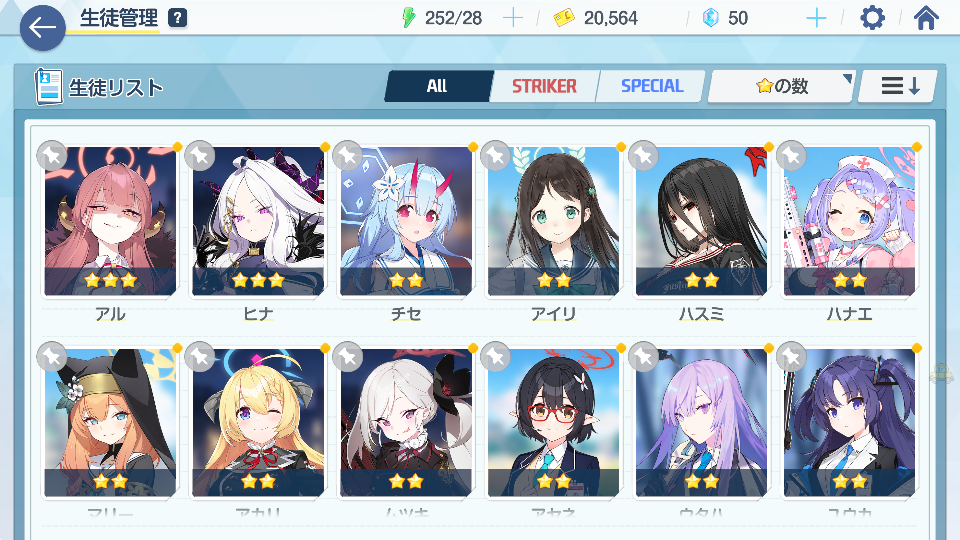 生徒管理 ? 252/28 20,564 50
生徒リスト All STRIKER SPECIAL の数
アル ヒナ チセ アイリ ハスミ ハナエ
マリー アカリ ムツキ アヤネ ウタハ ユウカ